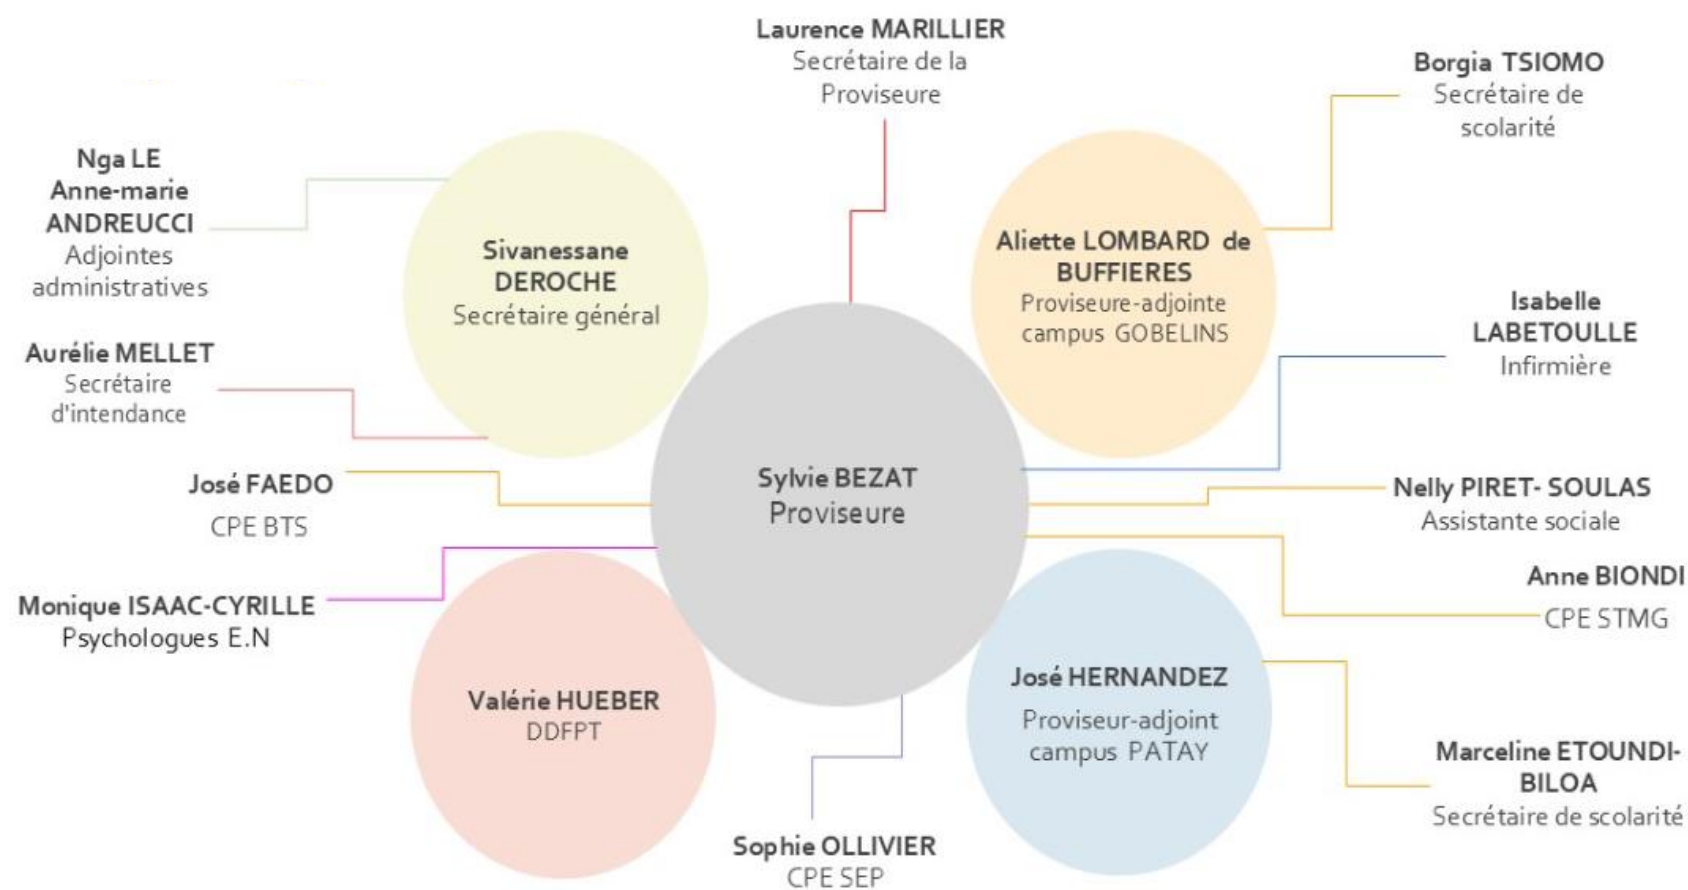 Laurence MARILLIER
Secrétaire de la
Proviseure
Borgia TSIOMO
Secrétaire de
scolarité
Nga LE
Anne-marie
ANDREUCCI
Adjointes
administratives
Sivanessane
DEROCHE
Secrétaire général
Aliette LOMBARD de
BUFFIERES
Proviseure-adjointe
campus GOBELINS
Isabelle
LABETOULLE
Infirmière
Aurélie MELLET
Secrétaire
d'intendance
José FAEDO
CPE BTS
Sylvie BEZAT
Proviseure
Nelly PIRET- SOULAS
Assistante sociale
Anne BIONDI
CPE STMG
Monique ISAAC-CYRILLE
Psychologues E.N
Valérie HUEBER
DDFPT
José HERNANDEZ
Proviseur-adjoint
campus PATAY
Marceline ETOUNDI-
BILOA
Secrétaire de scolarité
Sophie OLLIVIER
CPE SEP